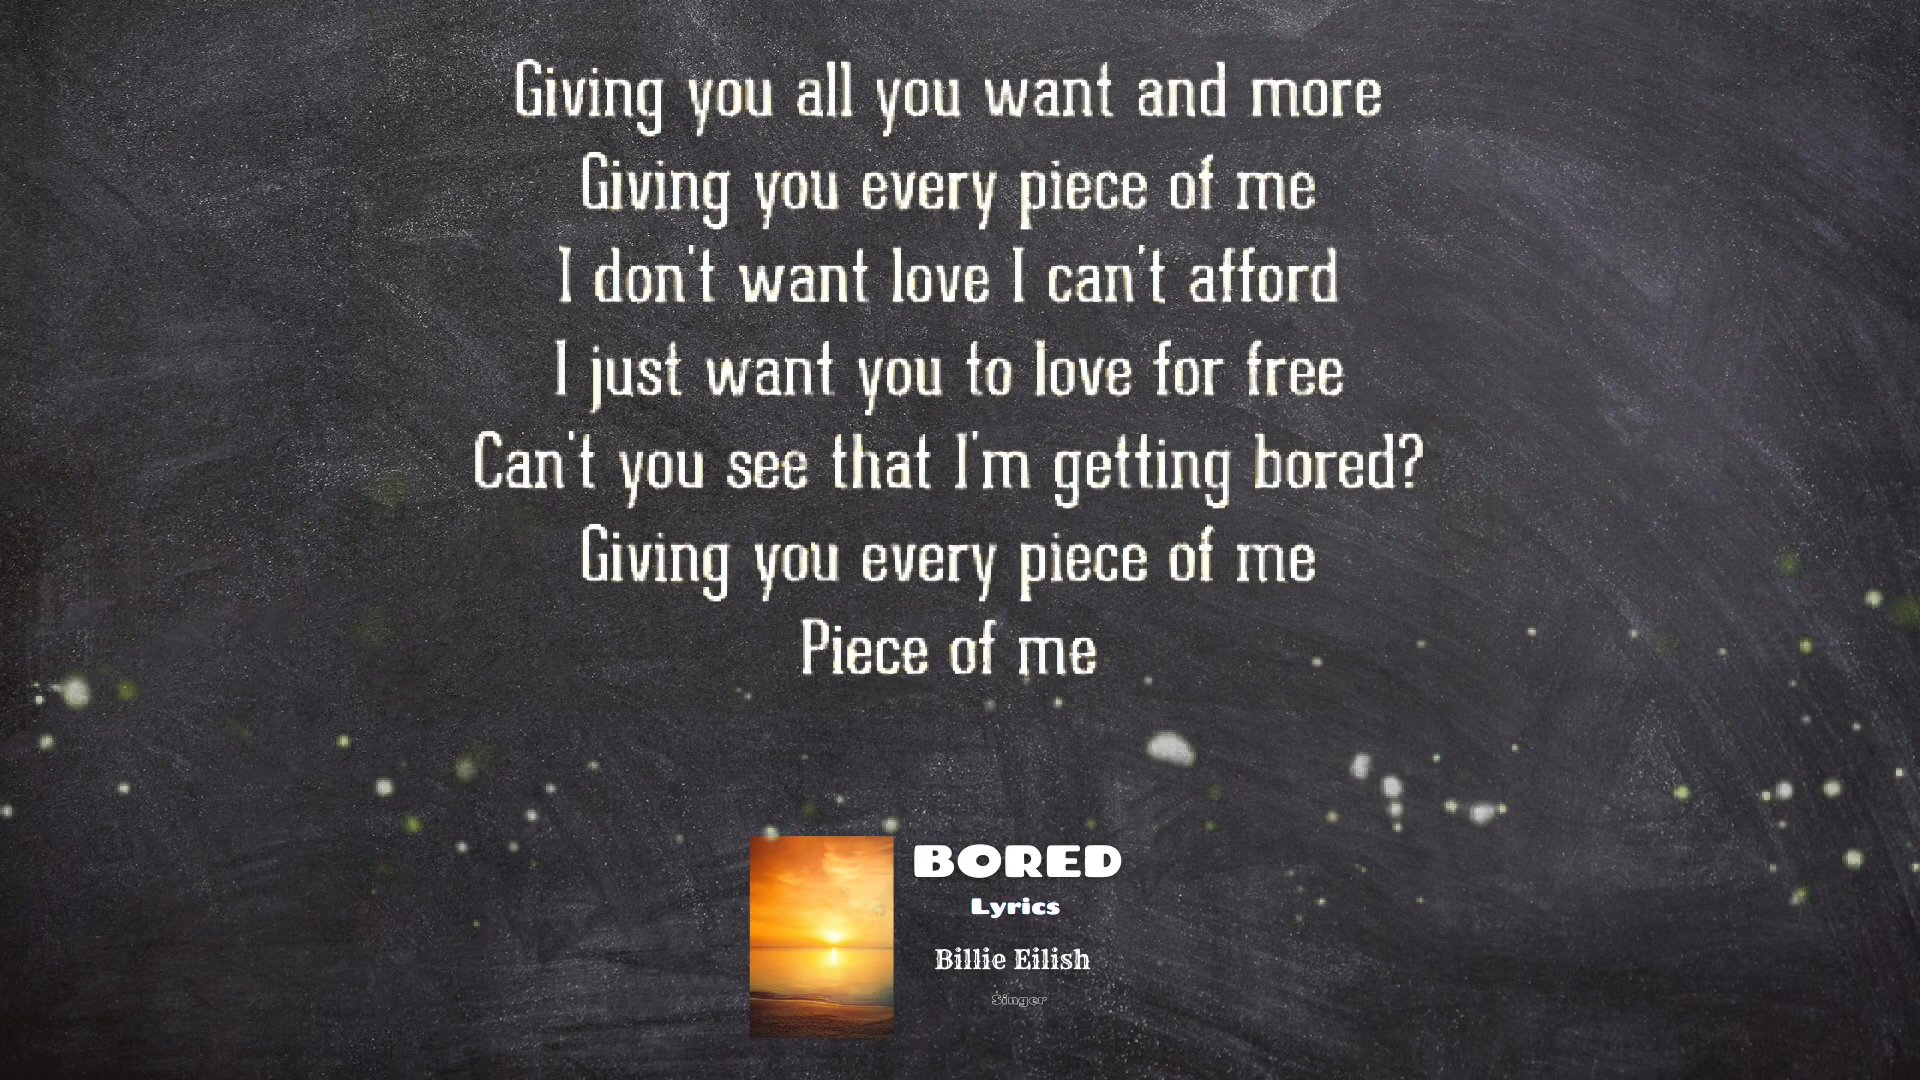 Giving you all you want and more
Giving you every piece of me
I don't want love I can't afford
I just want you to love for free
Can't you see that I'm getting bored?
Giving you every piece of me
Piece of me
BORED
Lyrics
Billie Eilish
Singer